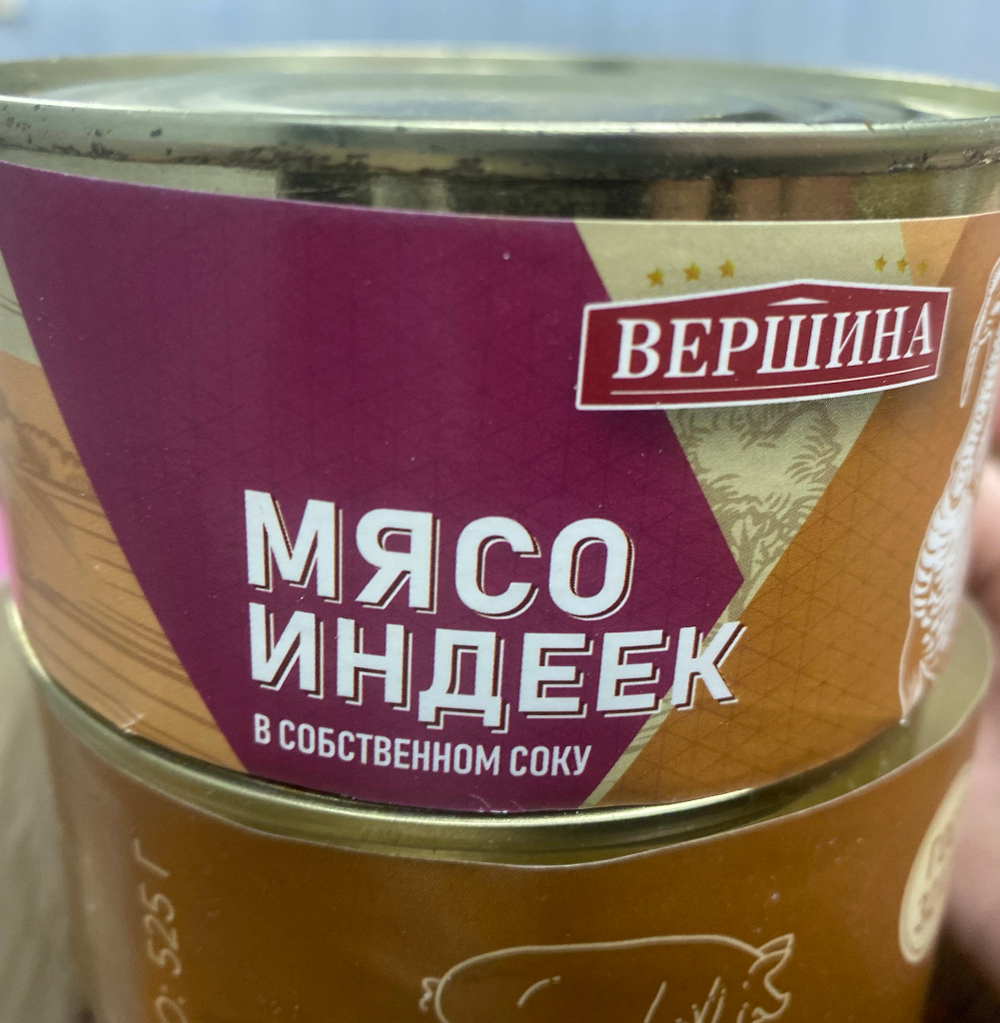 ВЕРШИНА
МЯСО
ИНДЕЕК
В СОБСТВЕННОМ СОКУ
525 г